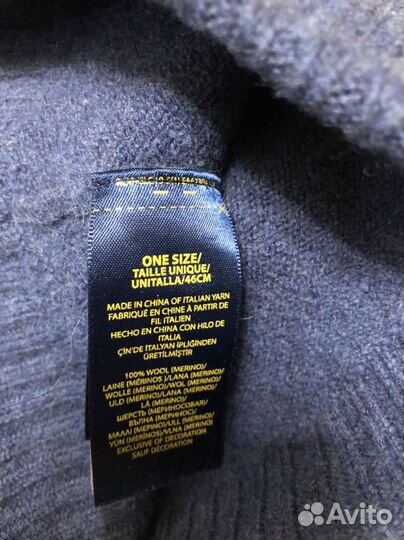 ONE SIZE/
TAILLE UNIQUE/
UNITALLA/46CM
MADE IN CHINA OF ITALIAN YARN
FABRIQUÉ EN CHINE À PARTIR DE
FIL ITALIEN
HECHO EN CHINA CON HILO DE
ITALIA
ÇİN'DE İTALYAN İPLİĞİNDEN
ÜRETİLMİŞTİR
100% WOOL (MERINO)/
LAINE (MÉRINOS )/LANA (MERINO)/
WOLLE (MERINO)/WOL (MERINO)/
ULD (MERINO)/LANA (MERINO)/
LÃ (MERINO)/
ШЕРСТЬ (МЕРИНОСОВАЯ)/
ВЪЛНА (МЕРИНОС)/
ΜΑΛΛΙ (ΜΕΡΙΝΟ)/ULL (MERINO)/
YÜN (MERİNOS)/VLNA (MERINO)
EXCLUSIVE OF DECORATION
SAUF DÉCORATION
Avito